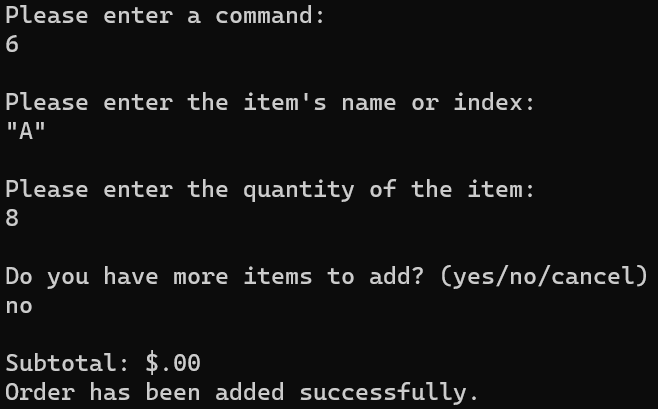 Please enter a command:
6
Please enter the item's name or index:
"A"
Please enter the quantity of the item:
8
Do you have more items to add? (yes/no/cancel)
no
Subtotal: $.00
Order has been added successfully.